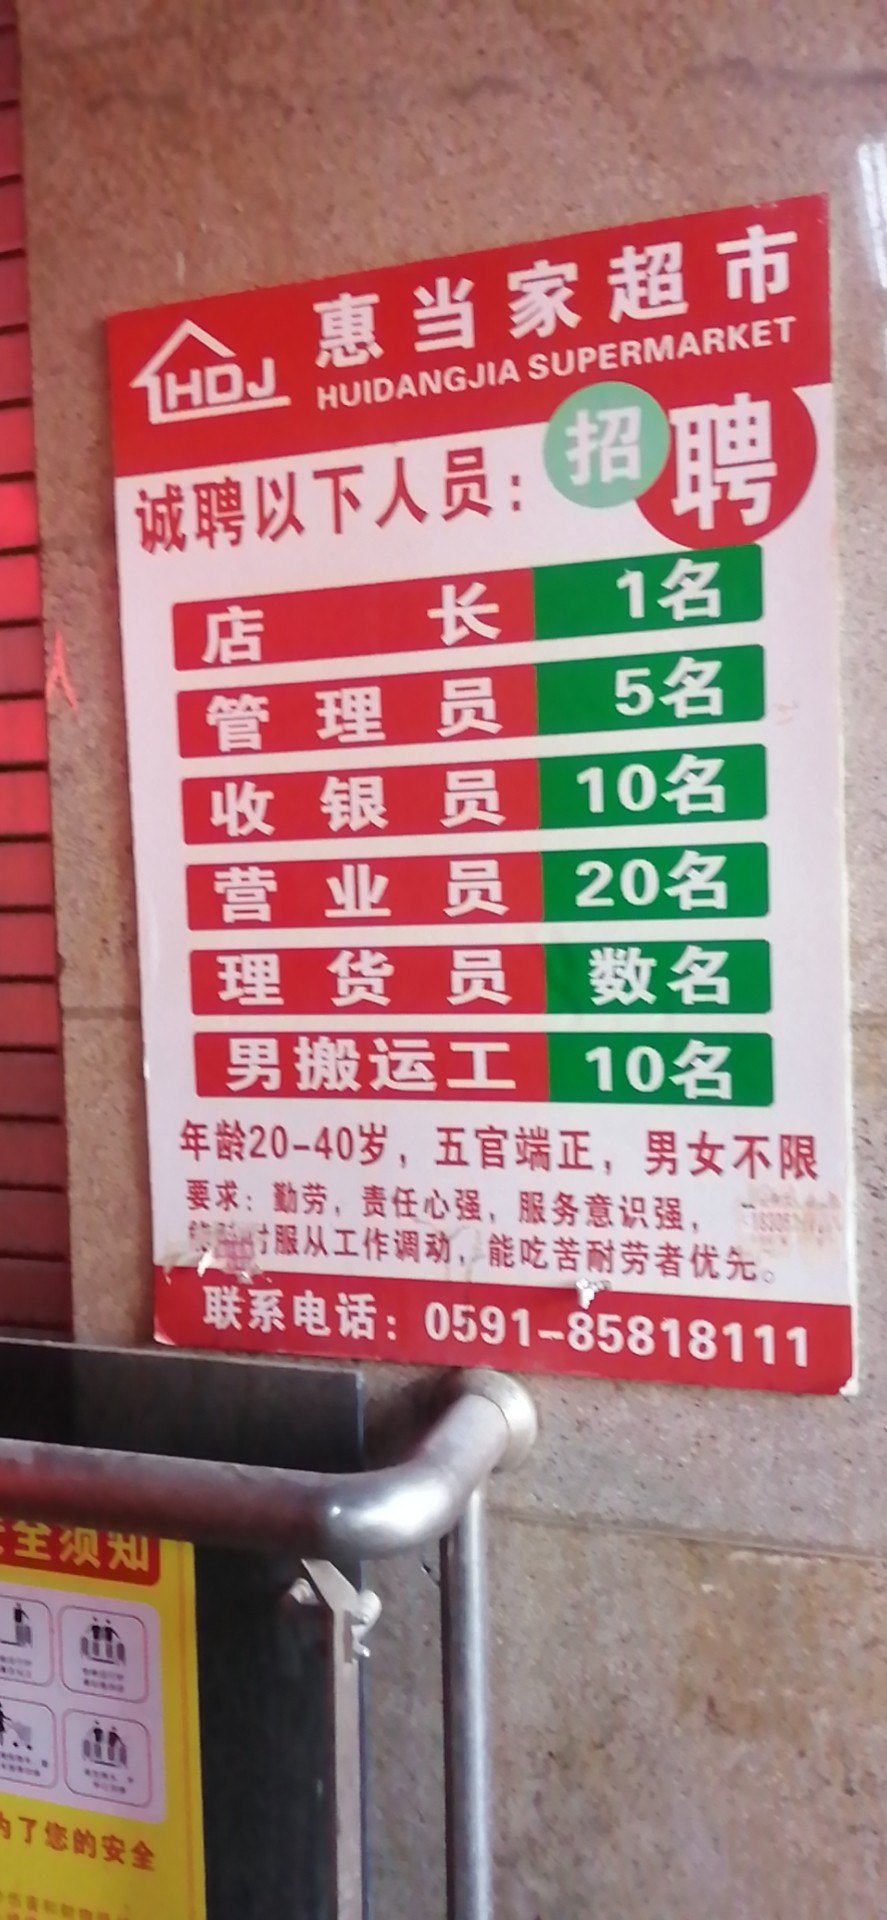 惠当家超市
HDJ
HUIDANGJIA SUPERMARKET
招聘
诚聘以下人员：
店长 1名
管理员 5名
收银员 10名
营业员 20名
理货员 数名
男搬运工 10名
年龄20-40岁，五官端正，男女不限
要求：勤劳，责任心强，服务意识强，
服从工作调动，能吃苦耐劳者优先。
联系电话：0591-85818111
全须知
为了您的安全